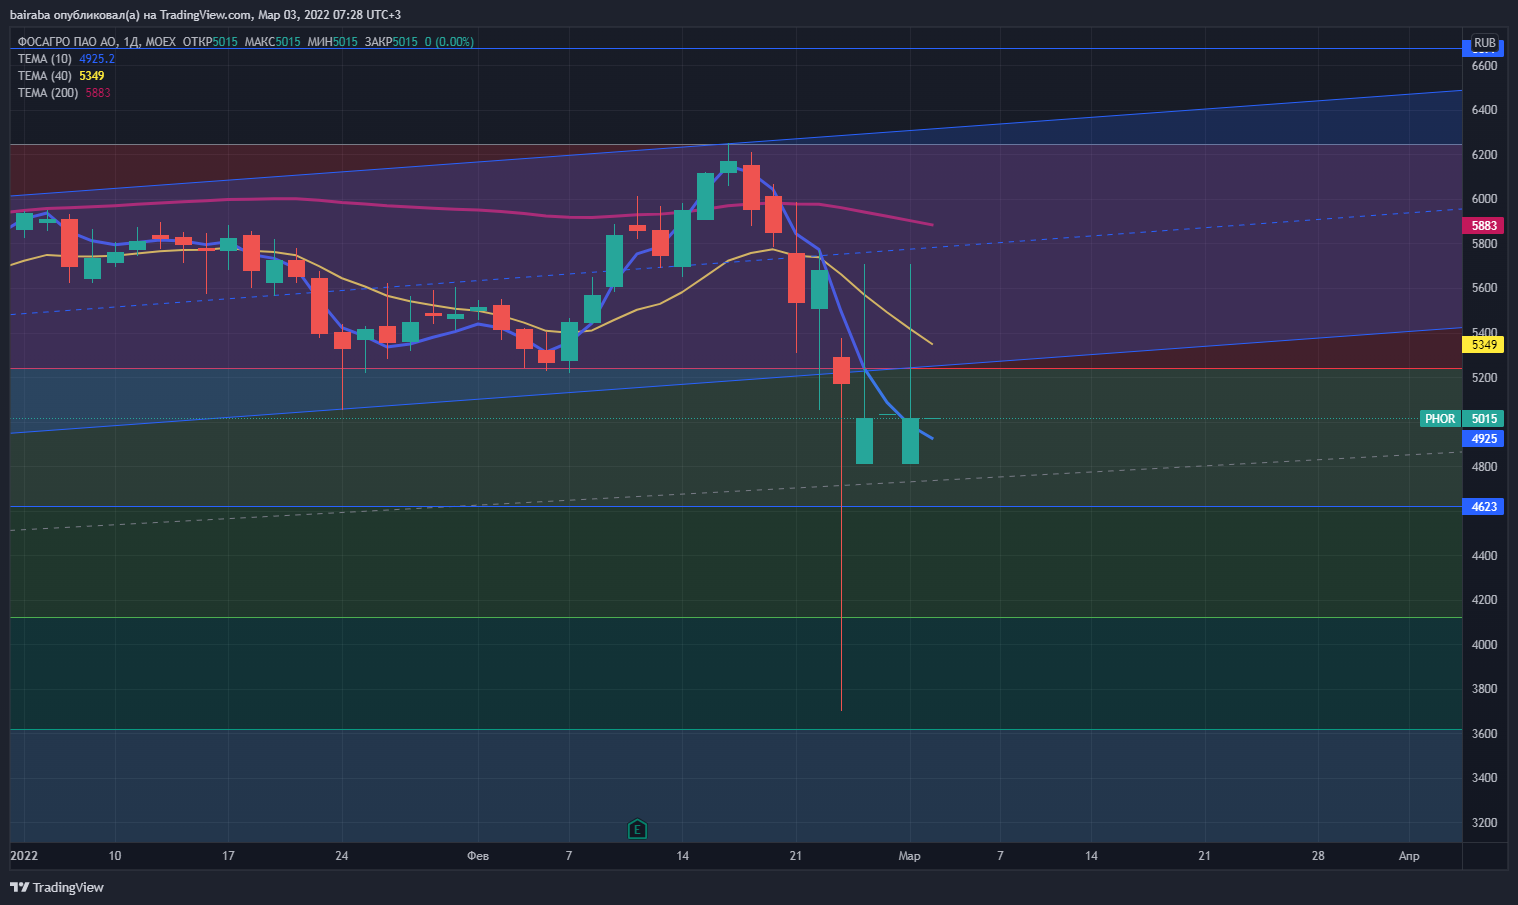 bairaba опубликовал(а) на TradingView.com, Мар 03, 2022 07:28 UTC+3
ФОСАГРО ПАО АО, 1Д, MOEX ОТКР5015 МАКС5015 МИН5015 ЗАКР5015 0 (0.00%)
TEMA (10) 4925.2
TEMA (40) 5349
TEMA (200) 5883
RUB
6600
6400
6200
6000
5883
5800
5600
5400
5349
5200
PHOR 5015
4925
4800
4623
4400
4200
4000
3800
3600
3400
3200
E
2022 10 17 24 Фев 7 14 21 Мар 7 14 21 28 Апр
TradingView